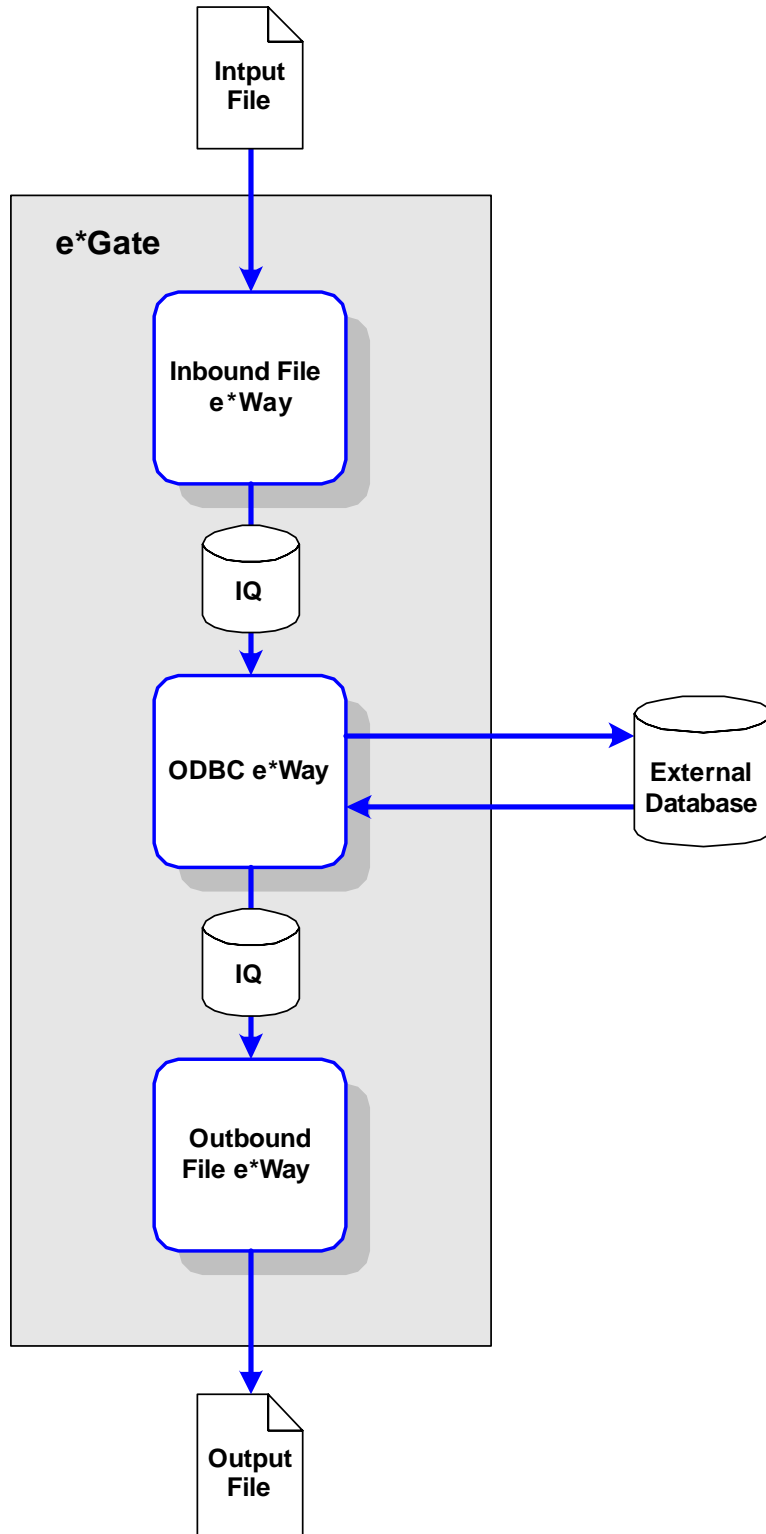 Intput
File
e*Gate
Inbound File
e*Way
IQ
ODBC e*Way
External
Database
IQ
Outbound
File e*Way
Output
File